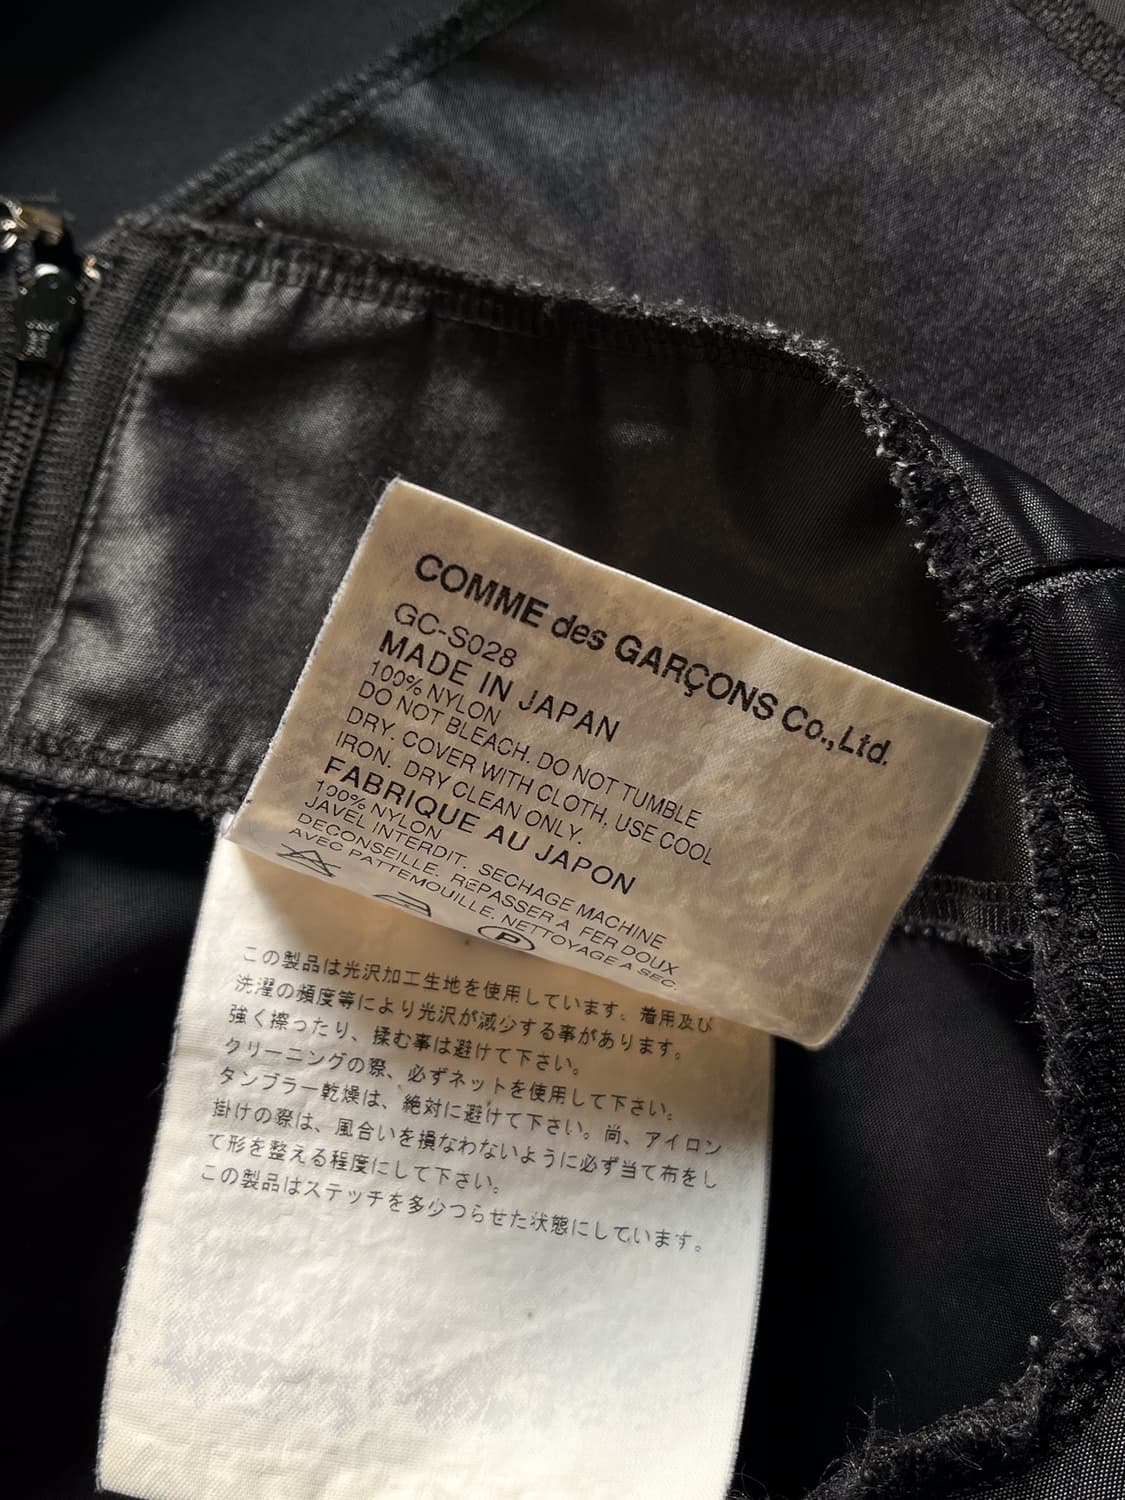 COMME des GARÇONS Co.,Ltd.
GC-S028
MADE IN JAPAN
100% NYLON
DO NOT BLEACH. DO NOT TUMBLE
DRY. COVER WITH CLOTH, USE COOL
IRON. DRY CLEAN ONLY.
FABRIQUE AU JAPON
100% NYLON
JAVEL INTERDIT. SECHAGE MACHINE
DECONSEILLE. REPASSER A FER DOUX
AVEC PATTEMOUILLE. NETTOYAGE A SEC.
P
この製品は光沢加工生地を使用しています。着用及び
洗濯の頻度等により光沢が減少する事があります。
強く擦ったり、揉む事は避けて下さい。
クリーニングの際、必ずネットを使用して下さい。
タンブラー乾燥は、絶対に避けて下さい。尚、アイロン
掛けの際は、風合いを損なわないように必ず当て布をし
て形を整える程度にして下さい。
この製品はステッチを多少つらせた状態にしています。